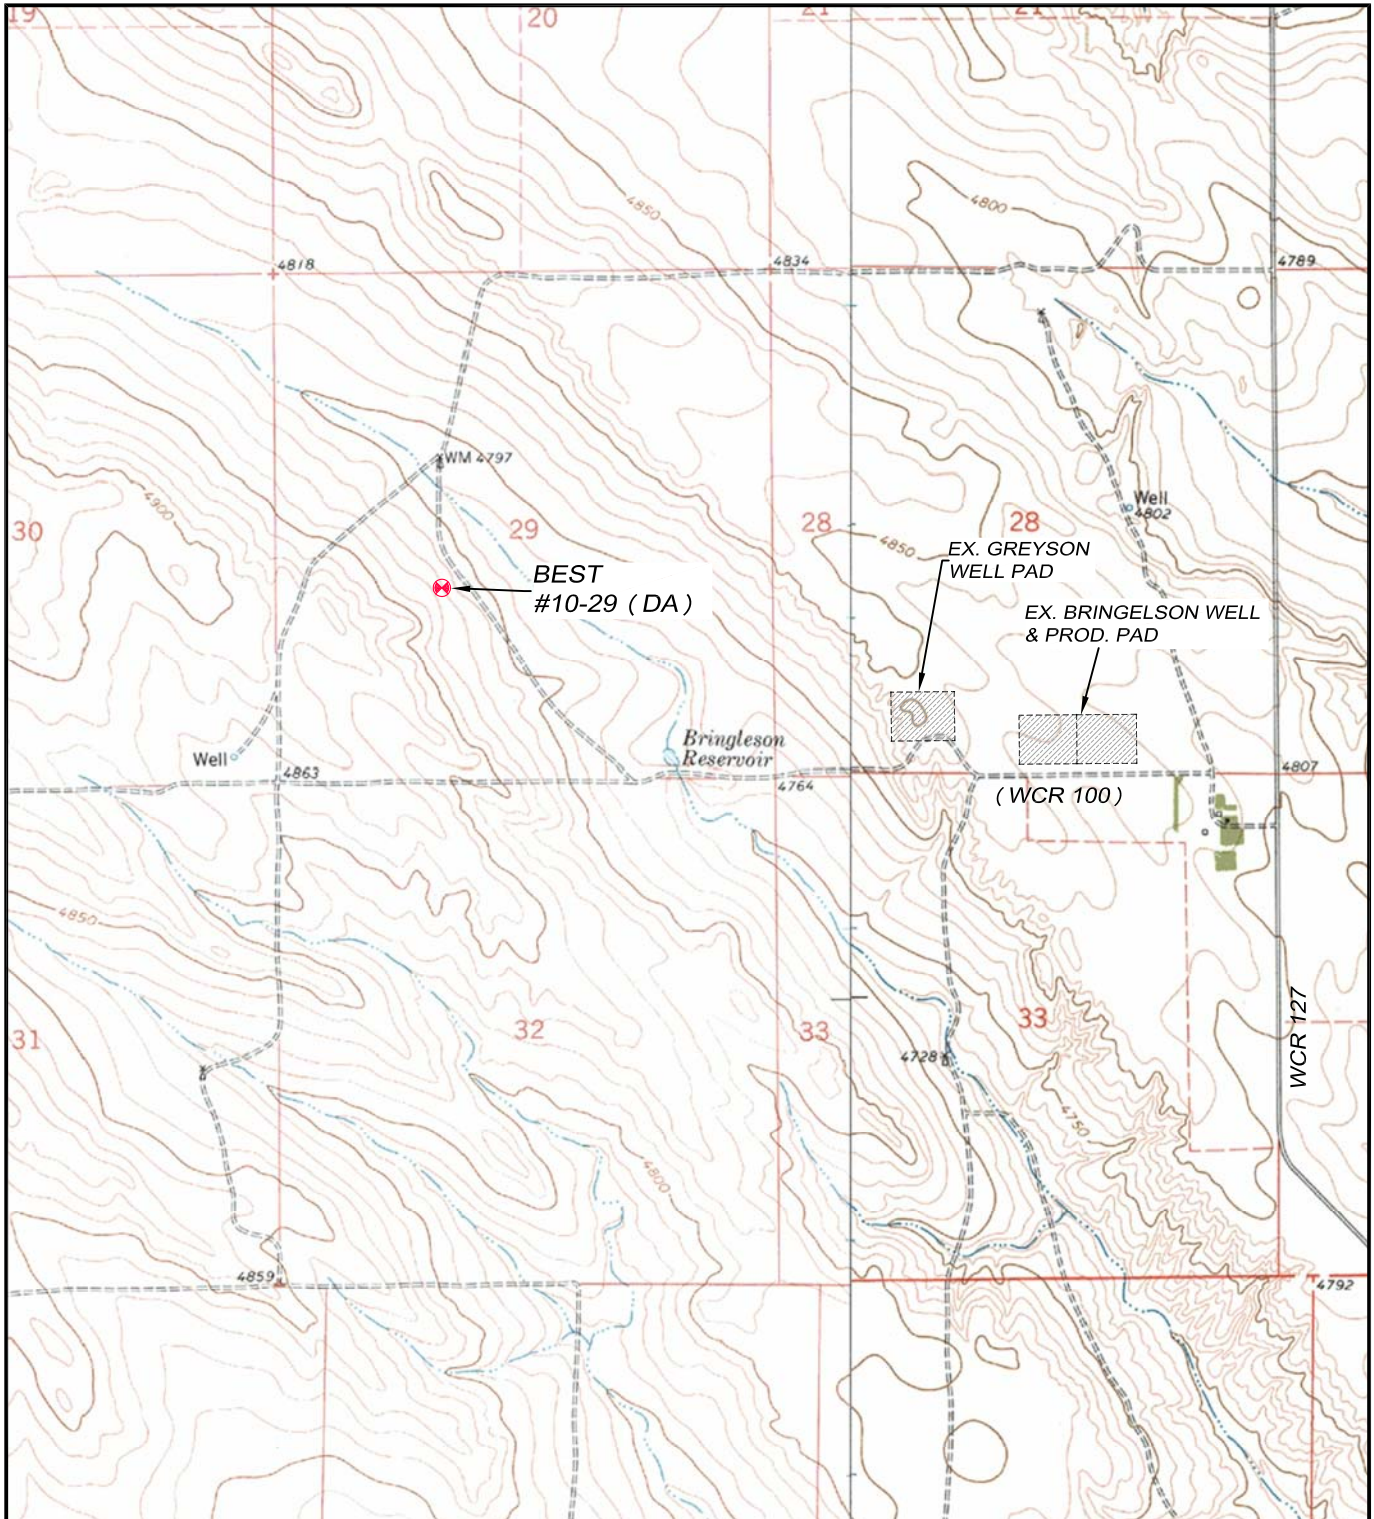 19
20
21
21
4850
4800
4818
4834
4789
WM 4797
4900
Well
4802
30
29
28
28
4850
EX. GREYSON
WELL PAD
BEST
#10-29 ( DA )
EX. BRINGELSON WELL
& PROD. PAD
Bringleson
Reservoir
Well
4863
4764
4807
( WCR 100 )
4850
WCR 127
31
32
33
33
4728
4750
4800
4859
4792